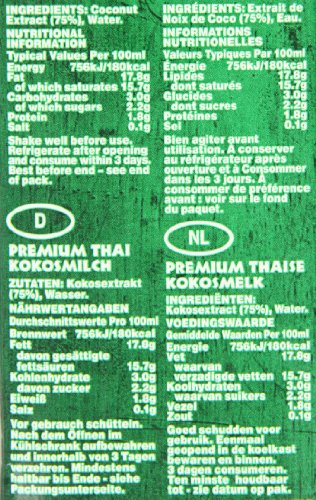 INGREDIENTS: Coconut
Extract (75%), Water.
NUTRITIONAL
INFORMATION
Typical Values Per 100ml
Energy 756kJ/180kcal
Fat 17.8g
of which saturates 15.7g
Carbohydrates 3.0g
of which sugars 2.2g
Protein 1.8g
Salt 0.1g
Shake well before use.
Refrigerate after opening
and consume within 3 days.
Best before end – see end
of pack.
INGRÉDIENTS: Extrait de
Noix de Coco (75%), Eau.
INFORMATIONS
NUTRITIONELLES
Valeurs Typiques Par 100ml
Energie 756kJ/180kcal
Lipides 17.8g
dont saturés 15.7g
Glucides 3.0g
dont sucres 2.2g
Protéines 1.8g
Sel 0.1g
Bien agiter avant
utilisation. À conserver
au réfrigérateur après
ouverture et à Consommer
dans les 3 jours. A
consommer de préférence
avant : voir sur le fond
du paquet.
D
PREMIUM THAI
KOKOSMILCH
ZUTATEN: Kokosextrakt
(75%), Wasser.
NÄHRWERTANGABEN
Durchschnittswerte Pro 100ml
Brennwert 756kJ/180kcal
Fett 17.8g
davon gesättigte
fettsäuren 15.7g
Kohlenhydrate 3.0g
davon zucker 2.2g
Eiweiß 1.8g
Salz 0.1g
Vor gebrauch schütteln.
Nach dem Öffnen im
Kühlschrank aufbewahren
und innerhalb von 3 Tagen
verzehren. Mindestens
haltbar bis Ende - siehe
Packungsunterseite.
NL
PREMIUM THAISE
KOKOSMELK
INGREDIËNTEN:
Kokosextract (75%), Water.
VOEDINGSWAARDE
Gemiddelde Waarden Per 100ml
Energie 756kJ/180kcal
Vet 17.8g
waarvan
verzadigde vetten 15.7g
Koolhydraten 3.0g
waarvan suikers 2.2g
Vezel 1.8g
Zout 0.1g
Goed schudden voor
gebruik. Eenmaal
geopend in de koelkast
bewaren en binnen
3 dagen consumeren.
Ten minste houdbaar
tot - zie datum op pack